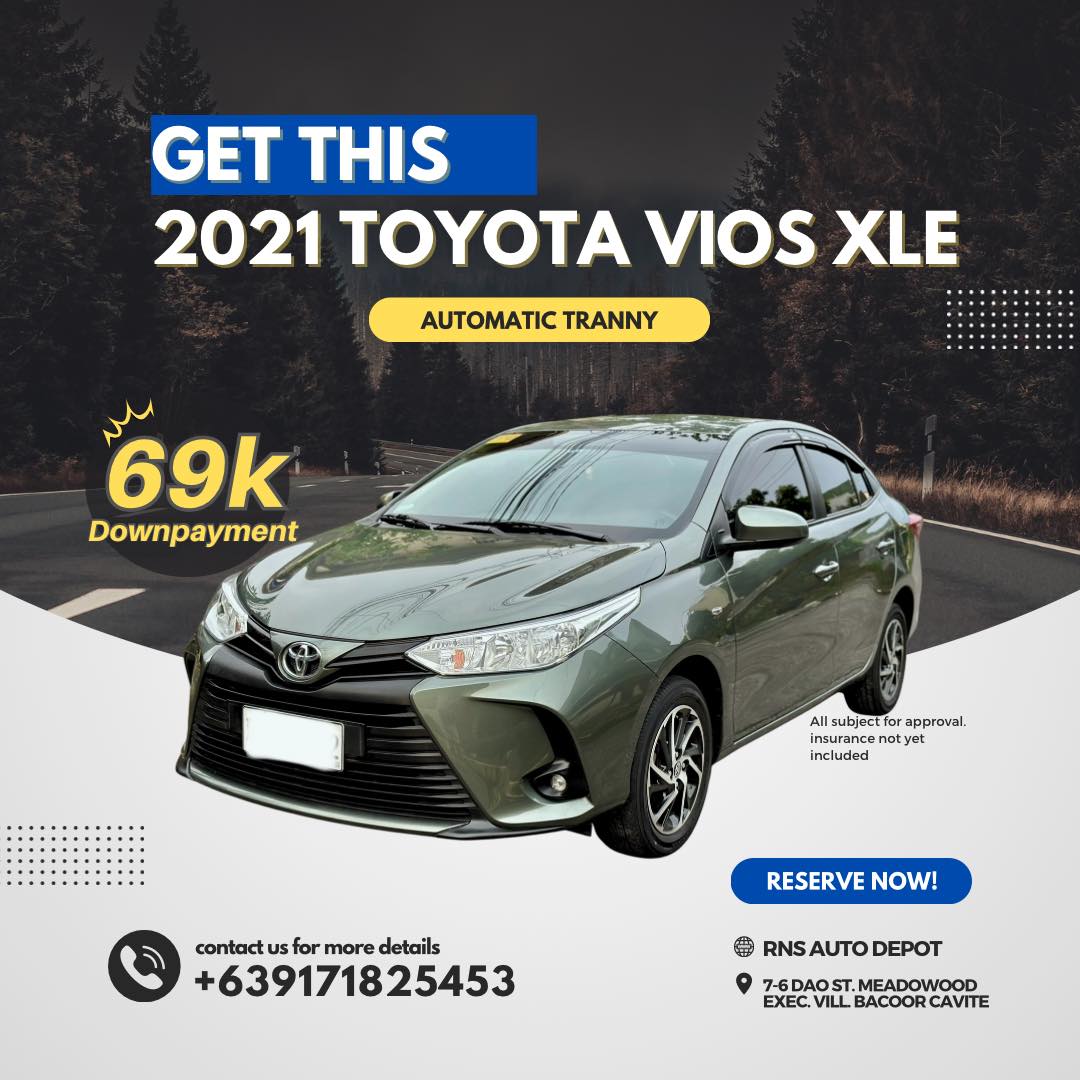 GET THIS
2021 TOYOTA VIOS XLE
AUTOMATIC TRANNY
69k
Downpayment
All subject for approval.
insurance not yet
included
RESERVE NOW!
contact us for more details
+639171825453
RNS AUTO DEPOT
7-6 DAO ST. MEADOWOOD
EXEC. VILL. BACOOR CAVITE